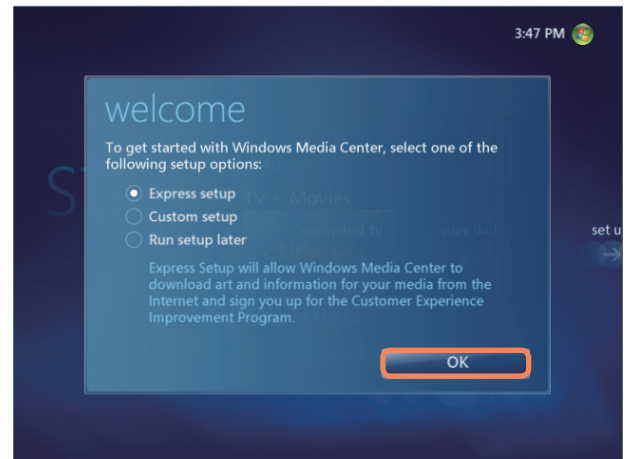 3:47 PM
welcome
To get started with Windows Media Center, select one of the
following setup options:
Express setup
TV + Movies
Custom setup
recorded tv
play dvd
set u
Run setup later
Express Setup will allow Windows Media Center to
download art and information for your media from the
Internet and sign you up for the Customer Experience
Improvement Program.
OK